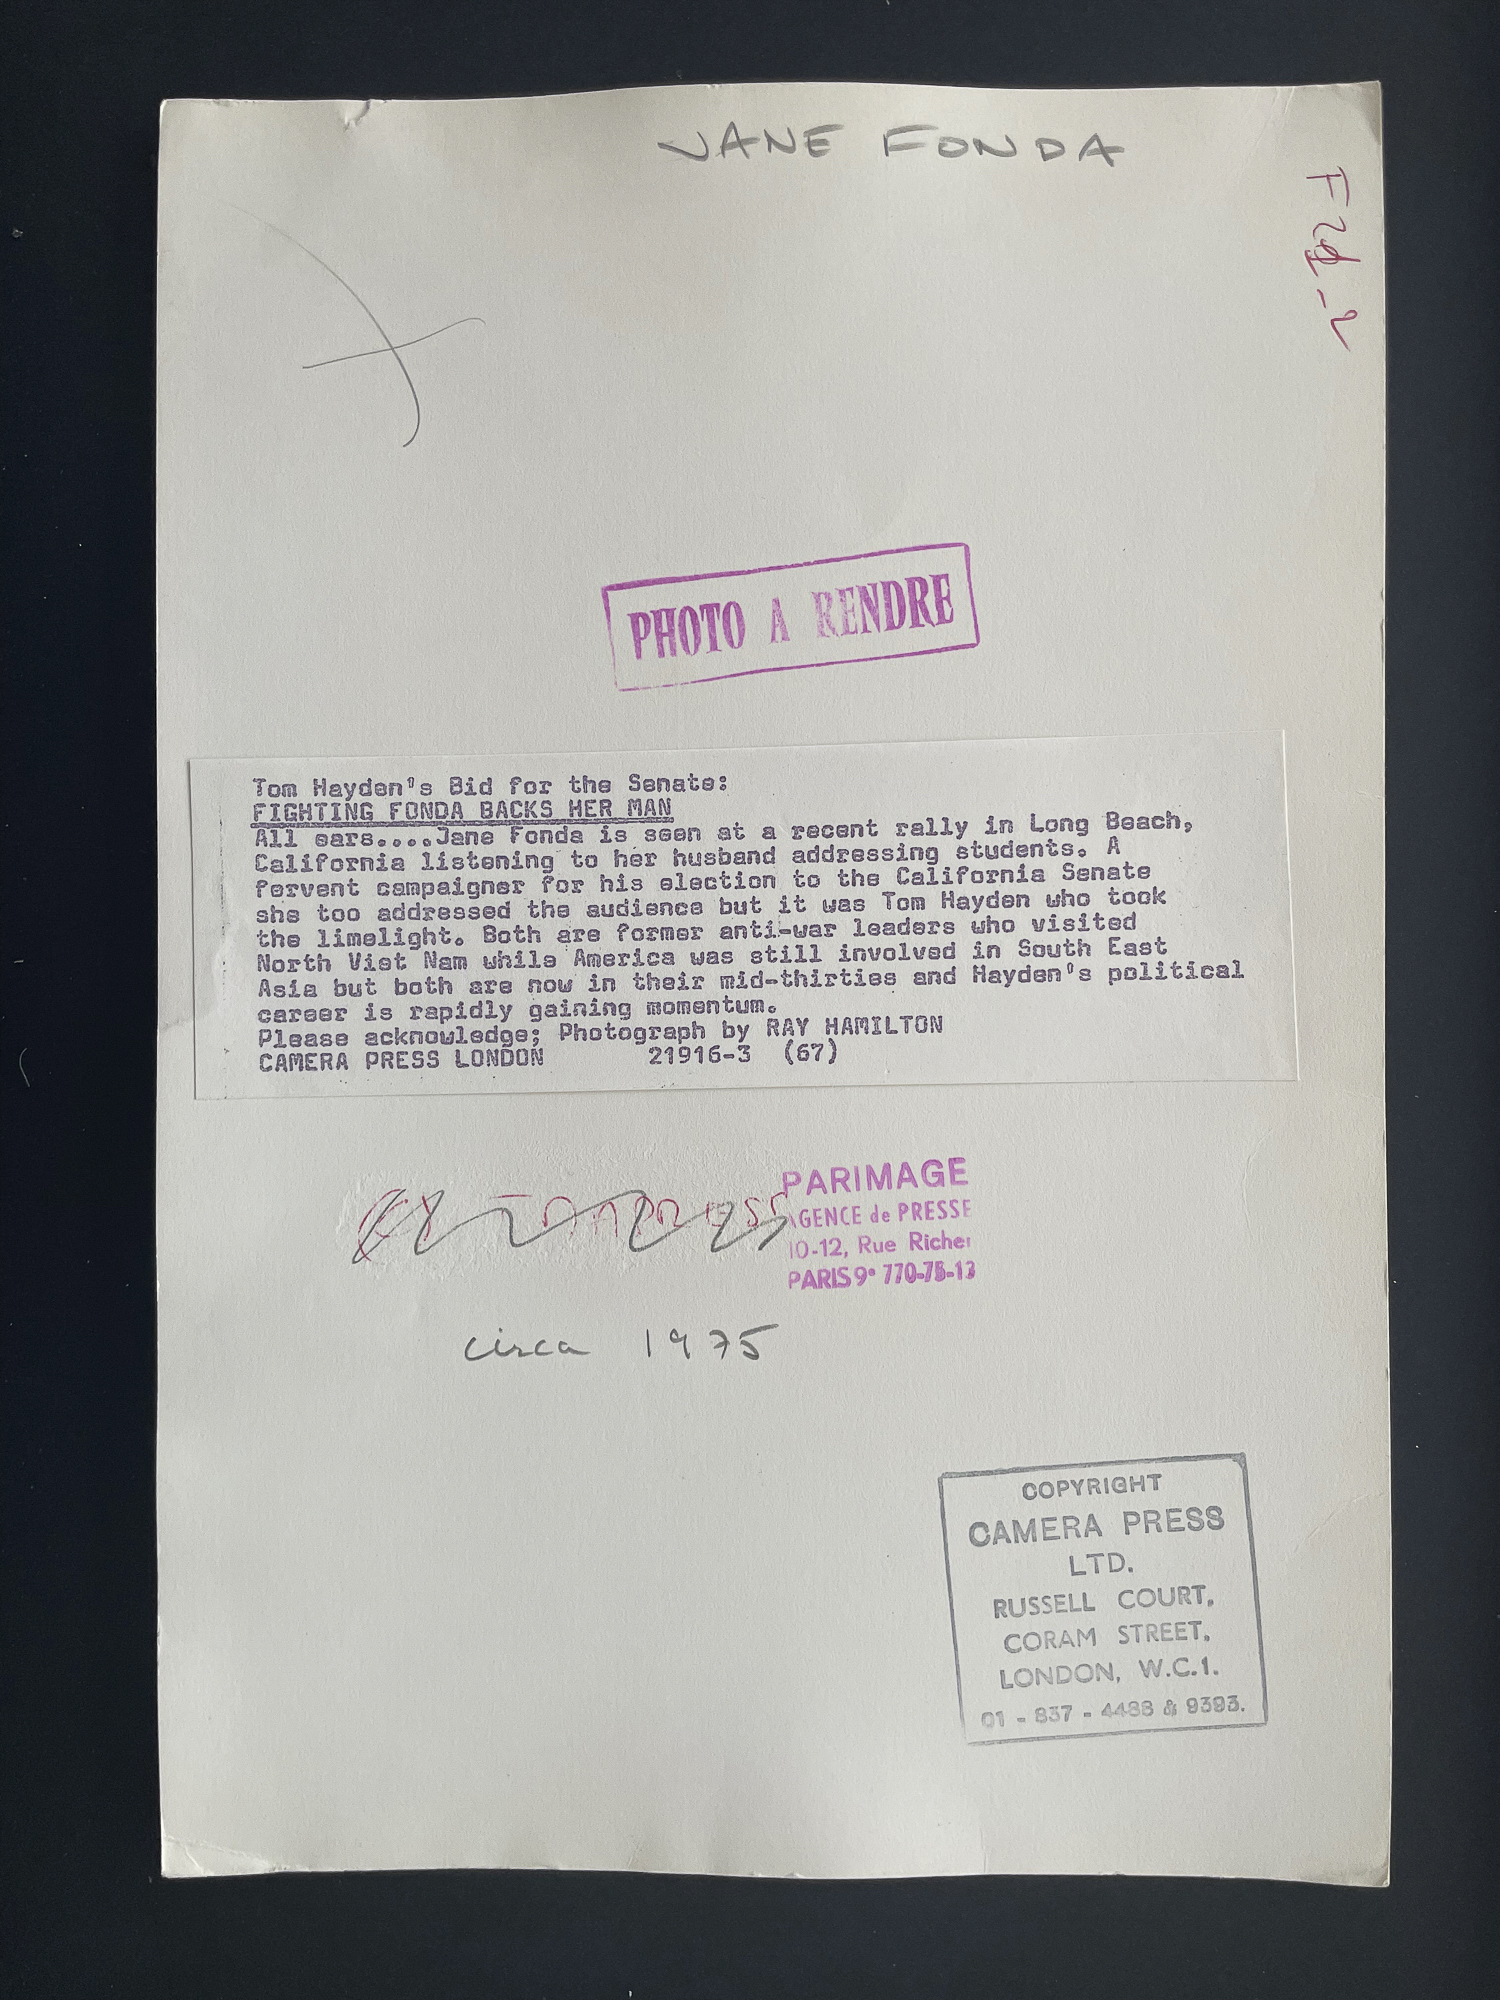 JANE FONDA
PHOTO A RENDRE
Tom Hayden's Bid for the Senate:
FIGHTING FONDA BACKS HER MAN
All ears....Jane Fonda is seen at a recent rally in Long Beach,
California listening to her husband addressing students. A
fervent campaigner for his election to the California Senate
she too addressed the audience but it was Tom Hayden who took
the limelight. Both are former anti-war leaders who visited
North Viet Nam while America was still involved in South East
Asia but both are now in their mid-thirties and Hayden's political
career is rapidly gaining momentum.
Please acknowledge; Photograph by RAY HAMILTON
CAMERA PRESS LONDON 21916-3 (67)
PARIMAGE
AGENCE de PRESSE
10-12, Rue Richer
PARIS 9e 770-75-13
circa 1975
COPYRIGHT
CAMERA PRESS
LTD.
RUSSELL COURT,
CORAM STREET,
LONDON, W.C.1.
01 - 837 - 4488 & 9393.